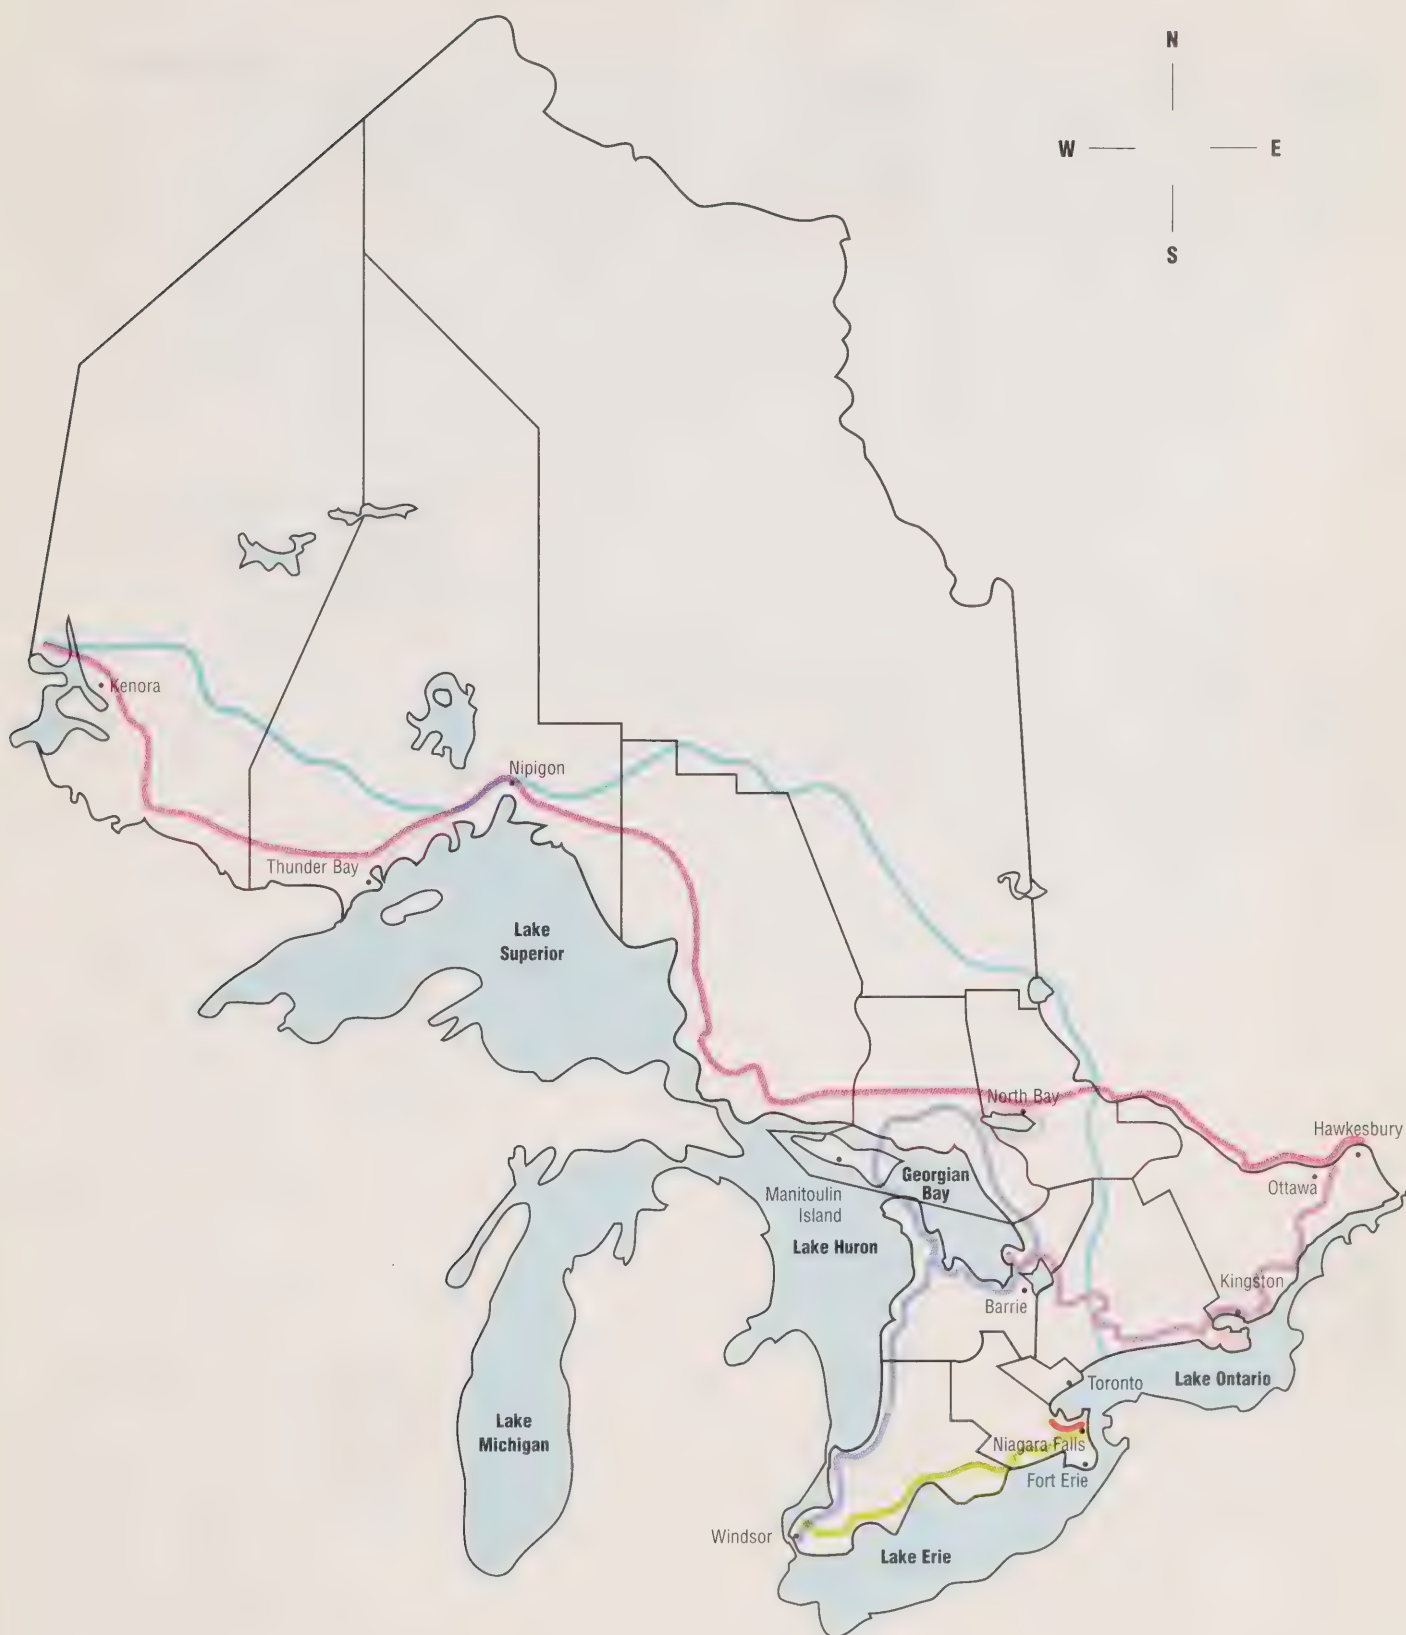 N
W
E
S
Kenora
Nipigon
Thunder Bay
Lake
Superior
North Bay
Hawkesbury
Ottawa
Georgian
Bay
Manitoulin
Island
Lake Huron
Kingston
Barrie
Toronto
Lake Ontario
Lake
Michigan
Niagara Falls
Fort Erie
Windsor
Lake Erie